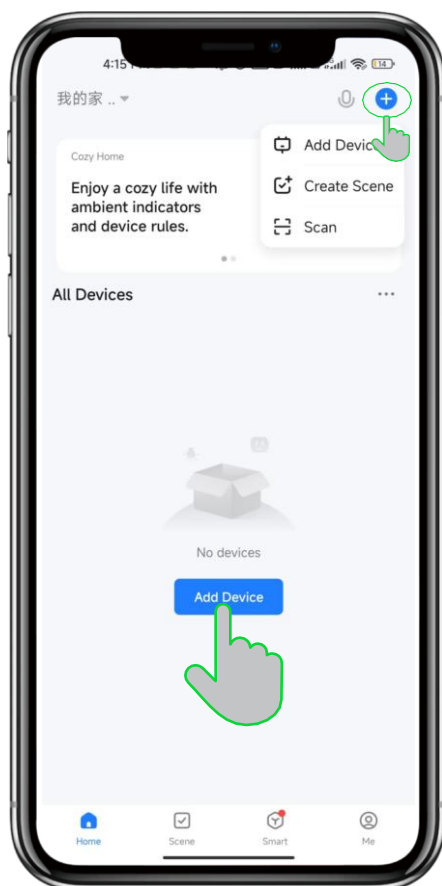 4:15
14
我的家 ..
Add Device
Create Scene
Scan
Cozy Home
Enjoy a cozy life with
ambient indicators
and device rules.
All Devices
...
No devices
Add Device
Home
Scene
Smart
Me